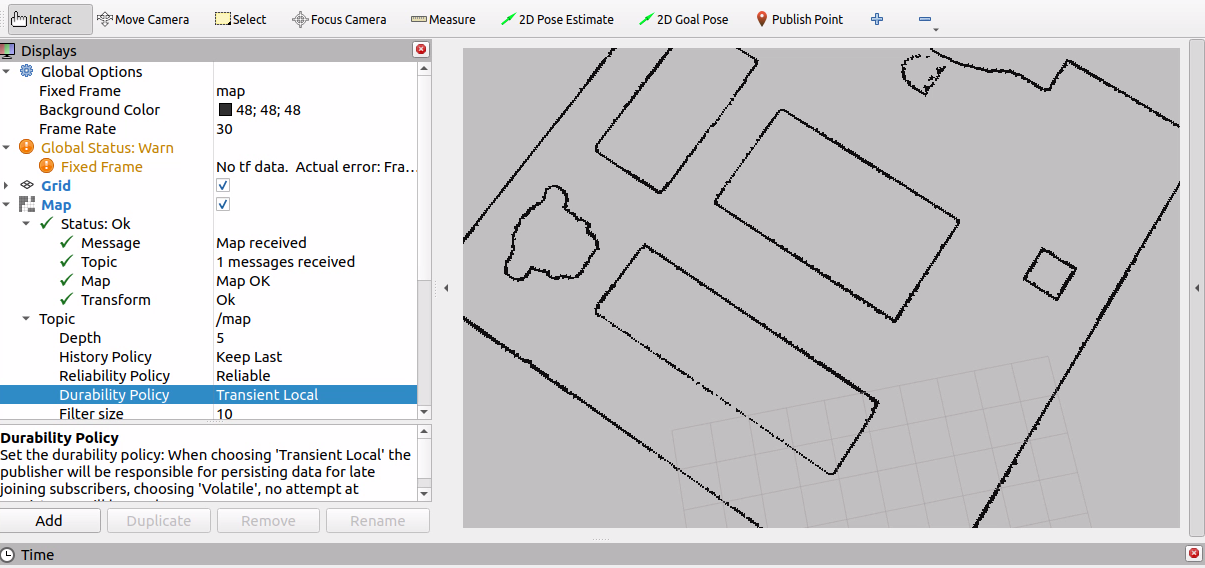 Interact Move Camera Select Focus Camera Measure 2D Pose Estimate 2D Goal Pose Publish Point
Displays
Global Options
Fixed Frame map
Background Color 48; 48; 48
Frame Rate 30
Global Status: Warn
Fixed Frame No tf data.  Actual error: Fra...
Grid
Map
Status: Ok
Message Map received
Topic 1 messages received
Map Map OK
Transform Ok
Topic /map
Depth 5
History Policy Keep Last
Reliability Policy Reliable
Durability Policy Transient Local
Filter size 10
Durability Policy
Set the durability policy: When choosing 'Transient Local' the
publisher will be responsible for persisting data for late
joining subscribers, choosing 'Volatile', no attempt at
Add Duplicate Remove Rename
Time